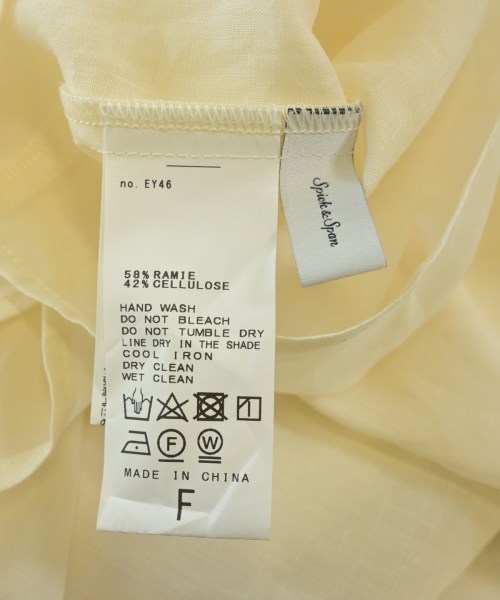 no. EY46
Spick & Span
58% RAMIE
42% CELLULOSE
HAND WASH
DO NOT BLEACH
DO NOT TUMBLE DRY
LINE DRY IN THE SHADE
COOL IRON
DRY CLEAN
WET CLEAN
F W
MADE IN CHINA
F